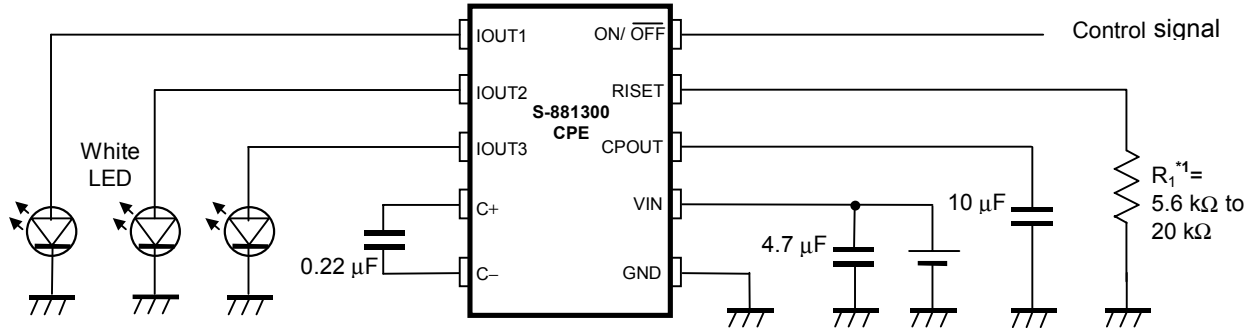 IOUT1
ON/ OFF
Control signal
IOUT2
RISET
S-881300
CPE
IOUT3
CPOUT
White
LED
R₁*1=
5.6 kΩ to
20 kΩ
C+
VIN
10 μF
4.7 μF
0.22 μF
C−
GND